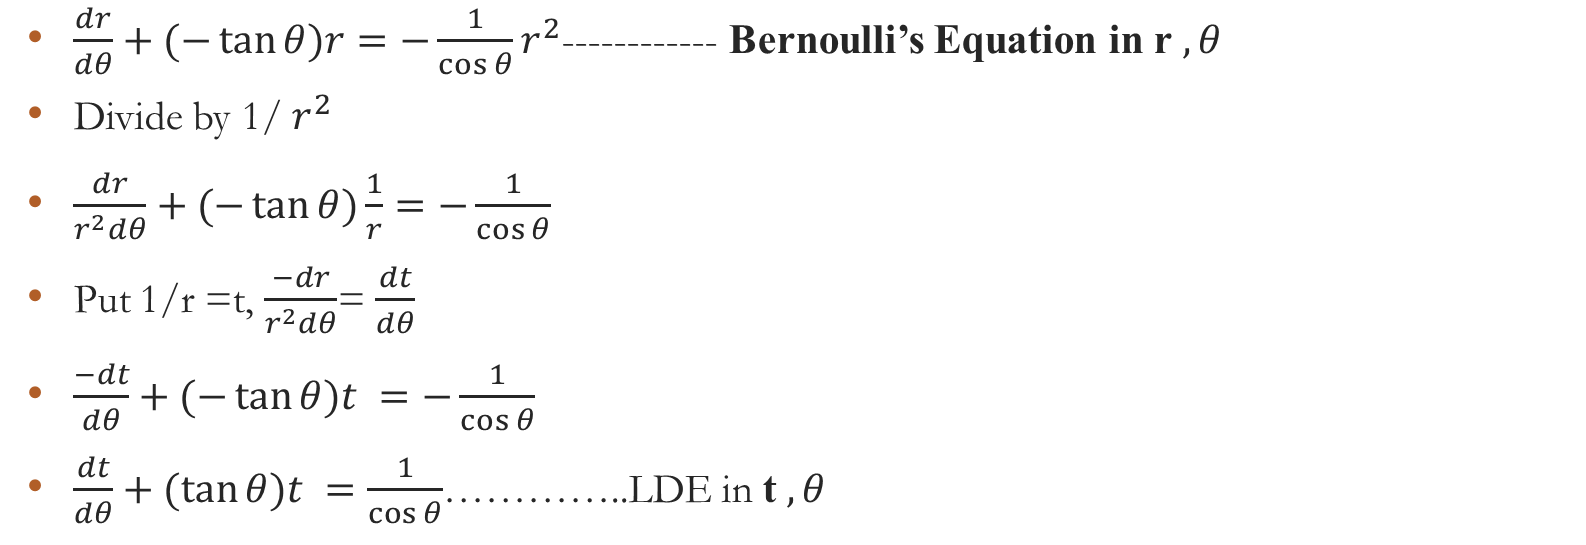 • dr/dθ + (− tan θ)r = − 1/cos θ r² ------------ Bernoulli’s Equation in r , θ
• Divide by 1/ r²
• dr/r²dθ + (− tan θ) 1/r = − 1/cos θ
• Put 1/r =t, −dr/r²dθ = dt/dθ
• −dt/dθ + (− tan θ)t = − 1/cos θ
• dt/dθ + (tan θ)t = 1/cos θ ..............LDE in t , θ